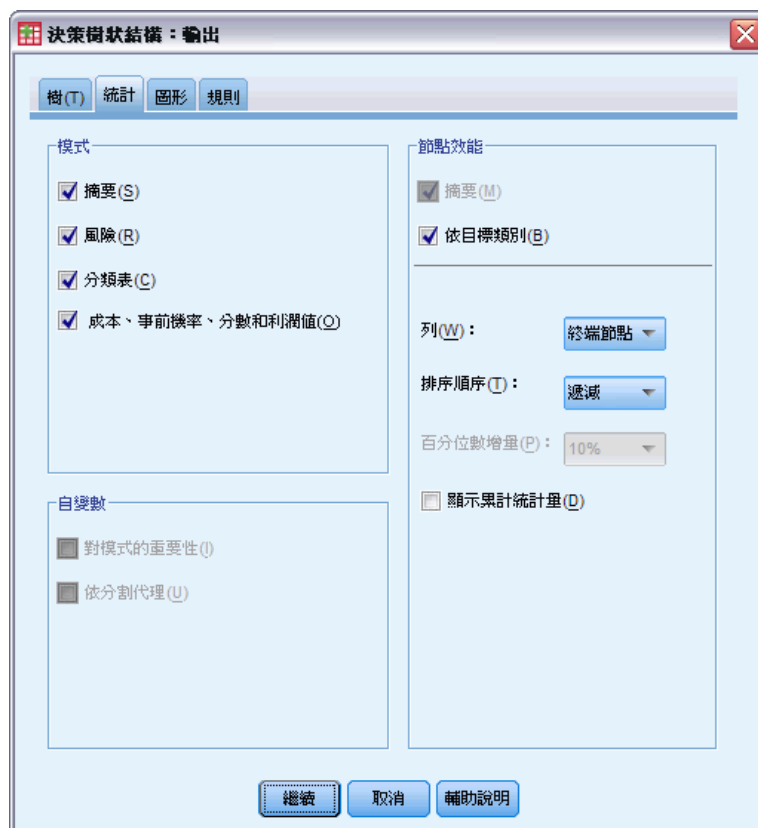 決策樹狀結構：輸出
樹(T) 統計 圖形 規則
模式
摘要(S)
風險(R)
分類表(C)
成本、事前機率、分數和利潤值(O)
自變數
對模式的重要性(I)
依分割代理(U)
節點效能
摘要(M)
依目標類別(B)
列(W)： 終端節點
排序順序(T)： 遞減
百分位數增量(P)： 10%
顯示累計統計量(D)
繼續 取消 輔助說明